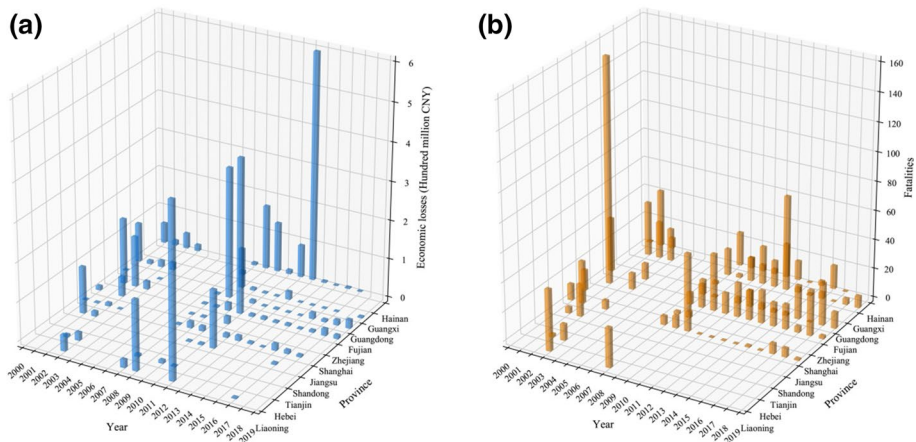 (a)
6
5
4
3
2
1
0
Economic losses (Hundred million CNY)
Hainan
Guangxi
Guangdong
Fujian
Zhejiang
Shanghai
Jiangsu
Shandong
Tianjin
Hebei
Liaoning
Province
2000
2001
2002
2003
2004
2005
2006
2007
2008
2009
2010
2011
2012
2013
2014
2015
2016
2017
2018
2019
Year
(b)
160
140
120
100
80
60
40
20
0
Fatalities
Hainan
Guangxi
Guangdong
Fujian
Zhejiang
Shanghai
Jiangsu
Shandong
Tianjin
Hebei
Liaoning
Province
2000
2001
2002
2003
2004
2005
2006
2007
2008
2009
2010
2011
2012
2013
2014
2015
2016
2017
2018
2019
Year